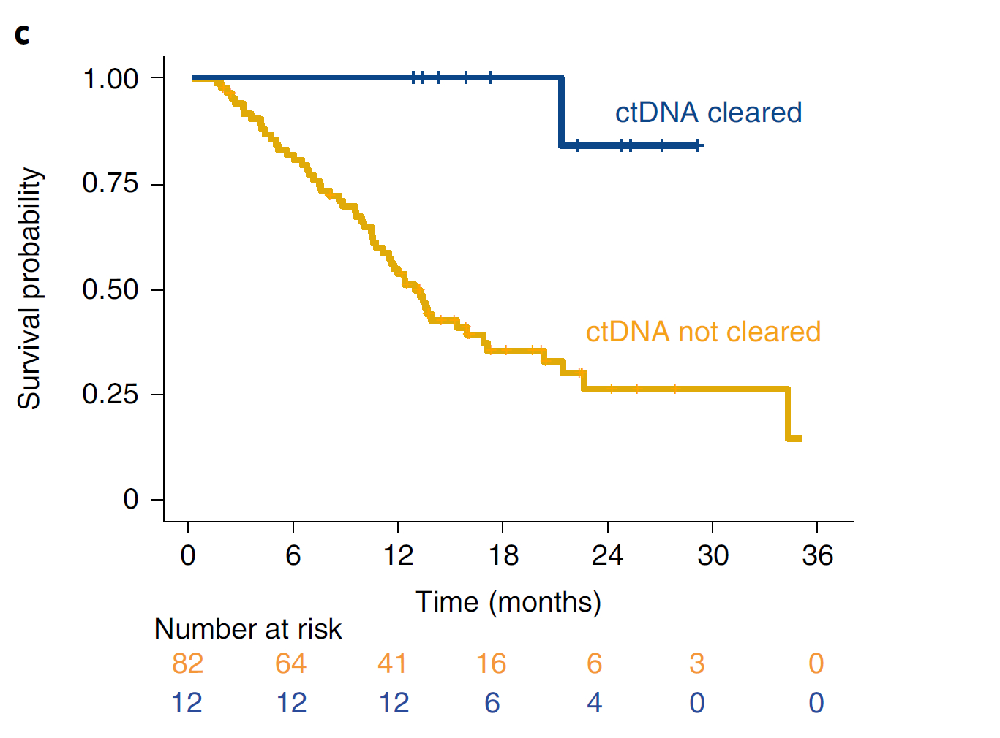 c
1.00
0.75
0.50
0.25
0
Survival probability
ctDNA cleared
ctDNA not cleared
0 6 12 18 24 30 36
Time (months)
Number at risk
82 64 41 16 6 3 0
12 12 12 6 4 0 0